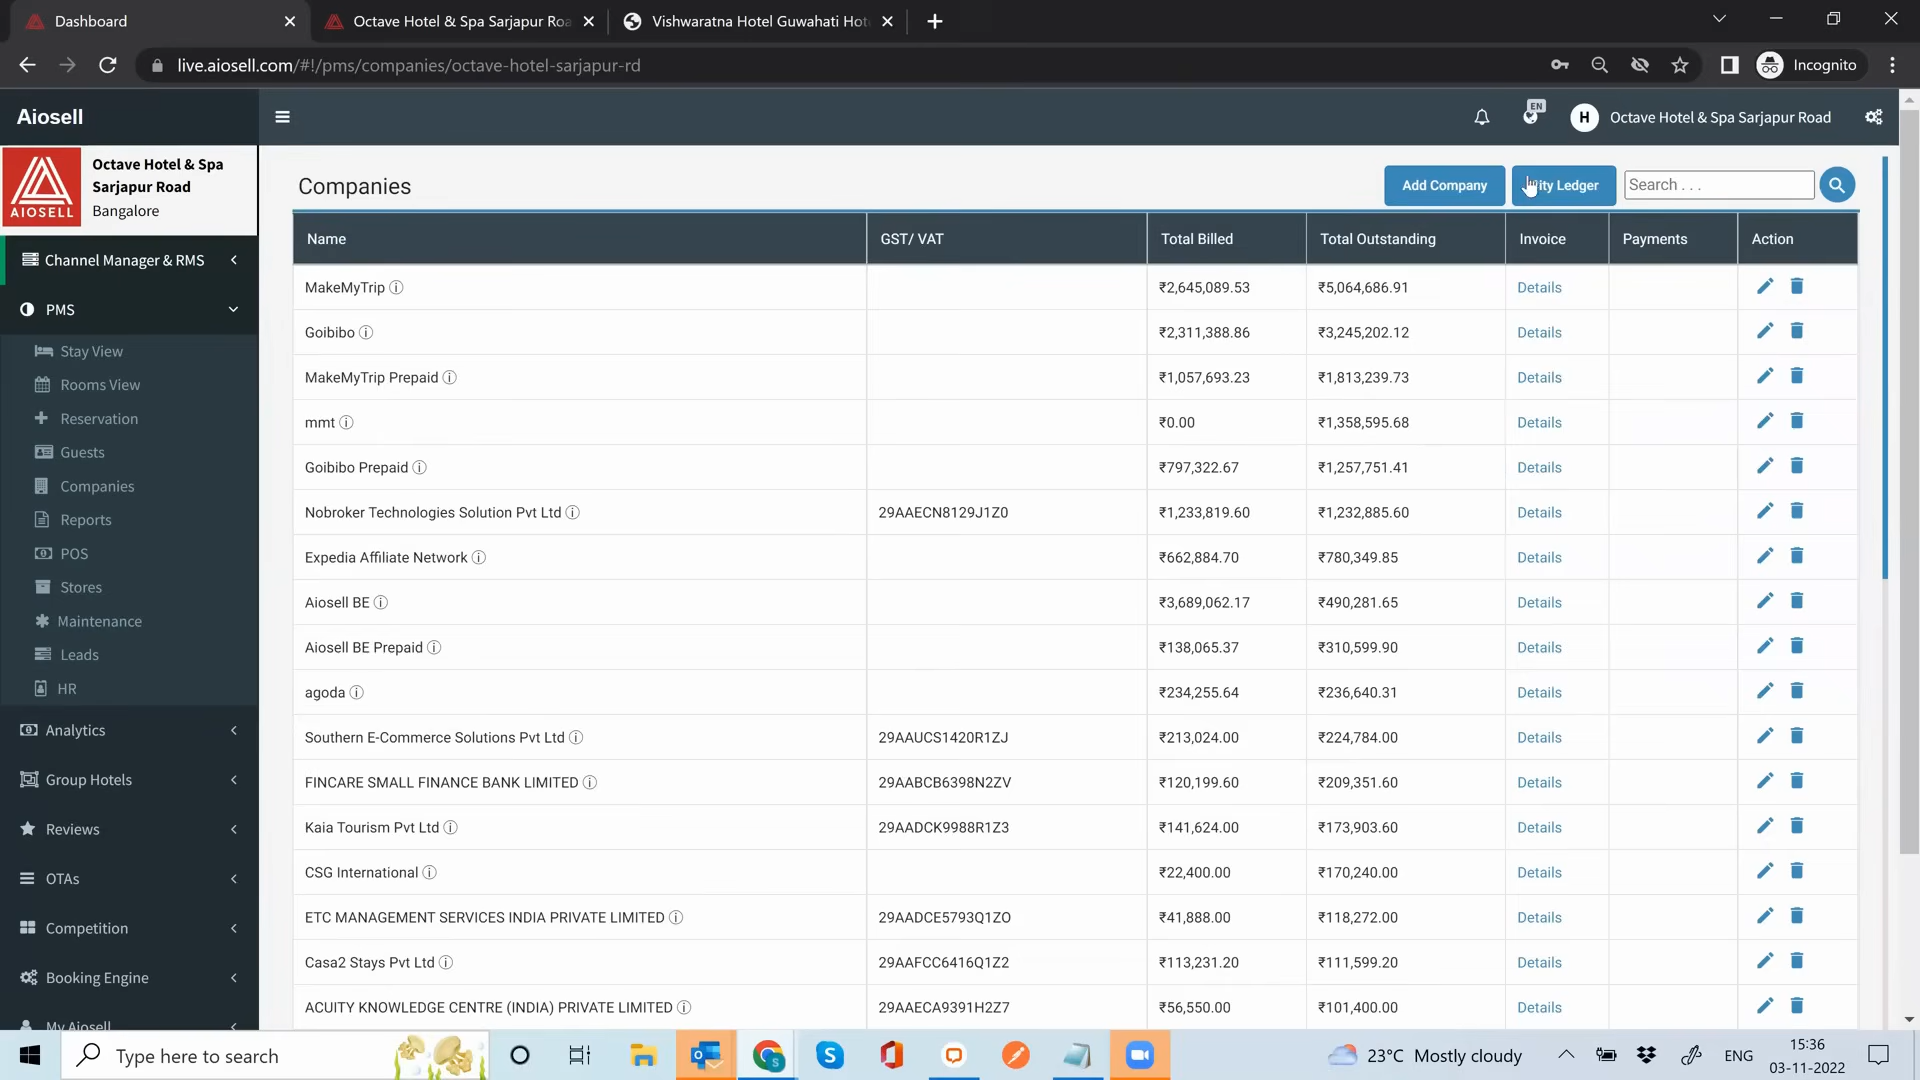 Dashboard
Octave Hotel & Spa Sarjapur Roa
Vishwaratna Hotel Guwahati Hot
live.aiosell.com/#!/pms/companies/octave-hotel-sarjapur-rd
Incognito
Aiosell
EN
H
Octave Hotel & Spa Sarjapur Road
AIOSELL
Octave Hotel & Spa
Sarjapur Road
Bangalore
Channel Manager & RMS
PMS
Stay View
Rooms View
Reservation
Guests
Companies
Reports
POS
Stores
Maintenance
Leads
HR
Analytics
Group Hotels
Reviews
OTAs
Competition
Booking Engine
My Aiosell
Companies
Add Company
ity Ledger
Search . . .
Name GST/ VAT Total Billed Total Outstanding Invoice Payments Action
MakeMyTrip ₹2,645,089.53 ₹5,064,686.91 Details
Goibibo ₹2,311,388.86 ₹3,245,202.12 Details
MakeMyTrip Prepaid ₹1,057,693.23 ₹1,813,239.73 Details
mmt ₹0.00 ₹1,358,595.68 Details
Goibibo Prepaid ₹797,322.67 ₹1,257,751.41 Details
Nobroker Technologies Solution Pvt Ltd 29AAECN8129J1Z0 ₹1,233,819.60 ₹1,232,885.60 Details
Expedia Affiliate Network ₹662,884.70 ₹780,349.85 Details
Aiosell BE ₹3,689,062.17 ₹490,281.65 Details
Aiosell BE Prepaid ₹138,065.37 ₹310,599.90 Details
agoda ₹234,255.64 ₹236,640.31 Details
Southern E-Commerce Solutions Pvt Ltd 29AAUCS1420R1ZJ ₹213,024.00 ₹224,784.00 Details
FINCARE SMALL FINANCE BANK LIMITED 29AABCB6398N2ZV ₹120,199.60 ₹209,351.60 Details
Kaia Tourism Pvt Ltd 29AADCK9988R1Z3 ₹141,624.00 ₹173,903.60 Details
CSG International ₹22,400.00 ₹170,240.00 Details
ETC MANAGEMENT SERVICES INDIA PRIVATE LIMITED 29AADCE5793Q1ZO ₹41,888.00 ₹118,272.00 Details
Casa2 Stays Pvt Ltd 29AAFCC6416Q1Z2 ₹113,231.20 ₹111,599.20 Details
ACUITY KNOWLEDGE CENTRE (INDIA) PRIVATE LIMITED 29AAECA9391H2Z7 ₹56,550.00 ₹101,400.00 Details
Type here to search
23°C Mostly cloudy
ENG
15:36
03-11-2022